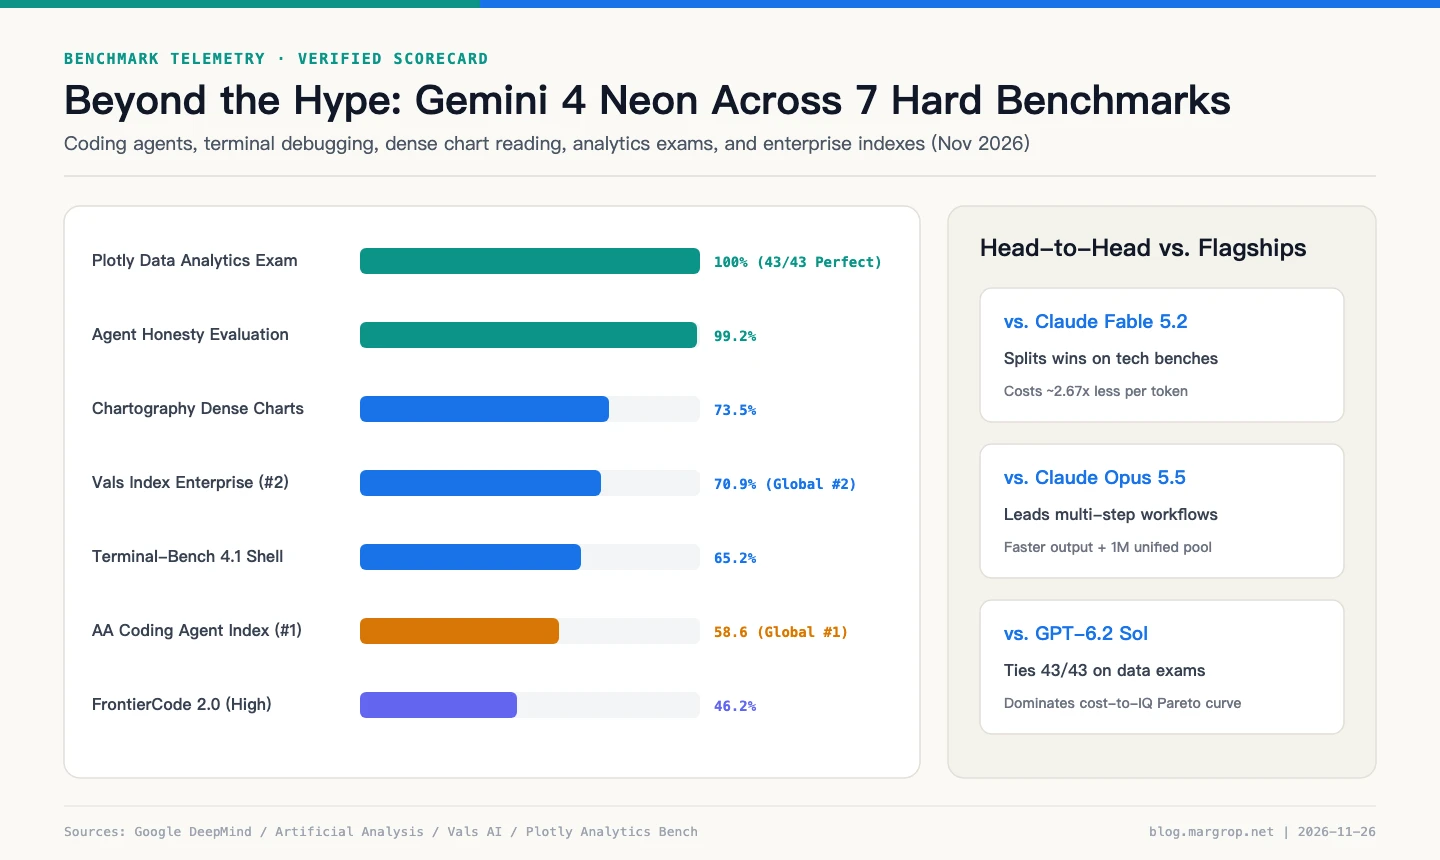 BENCHMARK TELEMETRY · VERIFIED SCORECARD
Beyond the Hype: Gemini 4 Neon Across 7 Hard Benchmarks
Coding agents, terminal debugging, dense chart reading, analytics exams, and enterprise indexes (Nov 2026)
Plotly Data Analytics Exam
100% (43/43 Perfect)
Agent Honesty Evaluation
99.2%
Chartography Dense Charts
73.5%
Vals Index Enterprise (#2)
70.9% (Global #2)
Terminal-Bench 4.1 Shell
65.2%
AA Coding Agent Index (#1)
58.6 (Global #1)
FrontierCode 2.0 (High)
46.2%
Head-to-Head vs. Flagships
vs. Claude Fable 5.2
Splits wins on tech benches
Costs ~2.67x less per token
vs. Claude Opus 5.5
Leads multi-step workflows
Faster output + 1M unified pool
vs. GPT-6.2 Sol
Ties 43/43 on data exams
Dominates cost-to-IQ Pareto curve
Sources: Google DeepMind / Artificial Analysis / Vals AI / Plotly Analytics Bench
blog.margrop.net | 2026-11-26